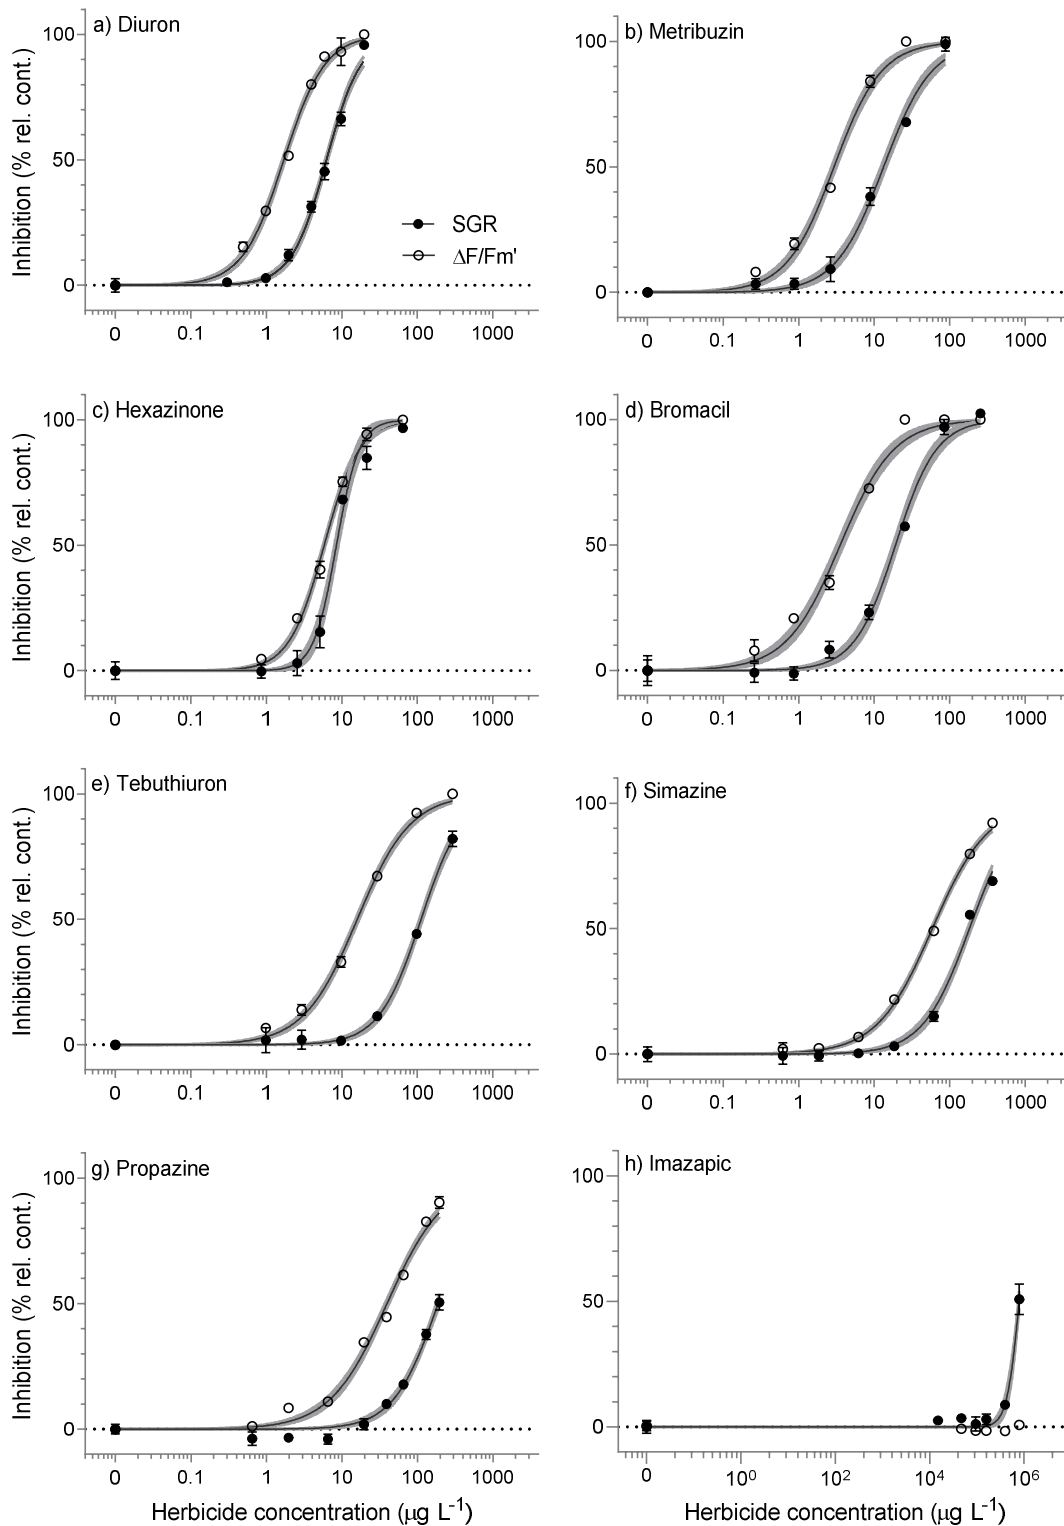 a) Diuron
100
50
0
Inhibition (% rel. cont.)
SGR
ΔF/Fm'
0 0.1 1 10 100 1000
b) Metribuzin
100
50
0
0 0.1 1 10 100 1000
c) Hexazinone
100
50
0
Inhibition (% rel. cont.)
0 0.1 1 10 100 1000
d) Bromacil
100
50
0
0 0.1 1 10 100 1000
e) Tebuthiuron
100
50
0
Inhibition (% rel. cont.)
0 0.1 1 10 100 1000
f) Simazine
100
50
0
0 0.1 1 10 100 1000
g) Propazine
100
50
0
Inhibition (% rel. cont.)
0 0.1 1 10 100 1000
Herbicide concentration (μg L⁻¹)
h) Imazapic
100
50
0
0 10⁰ 10² 10⁴ 10⁶
Herbicide concentration (μg L⁻¹)